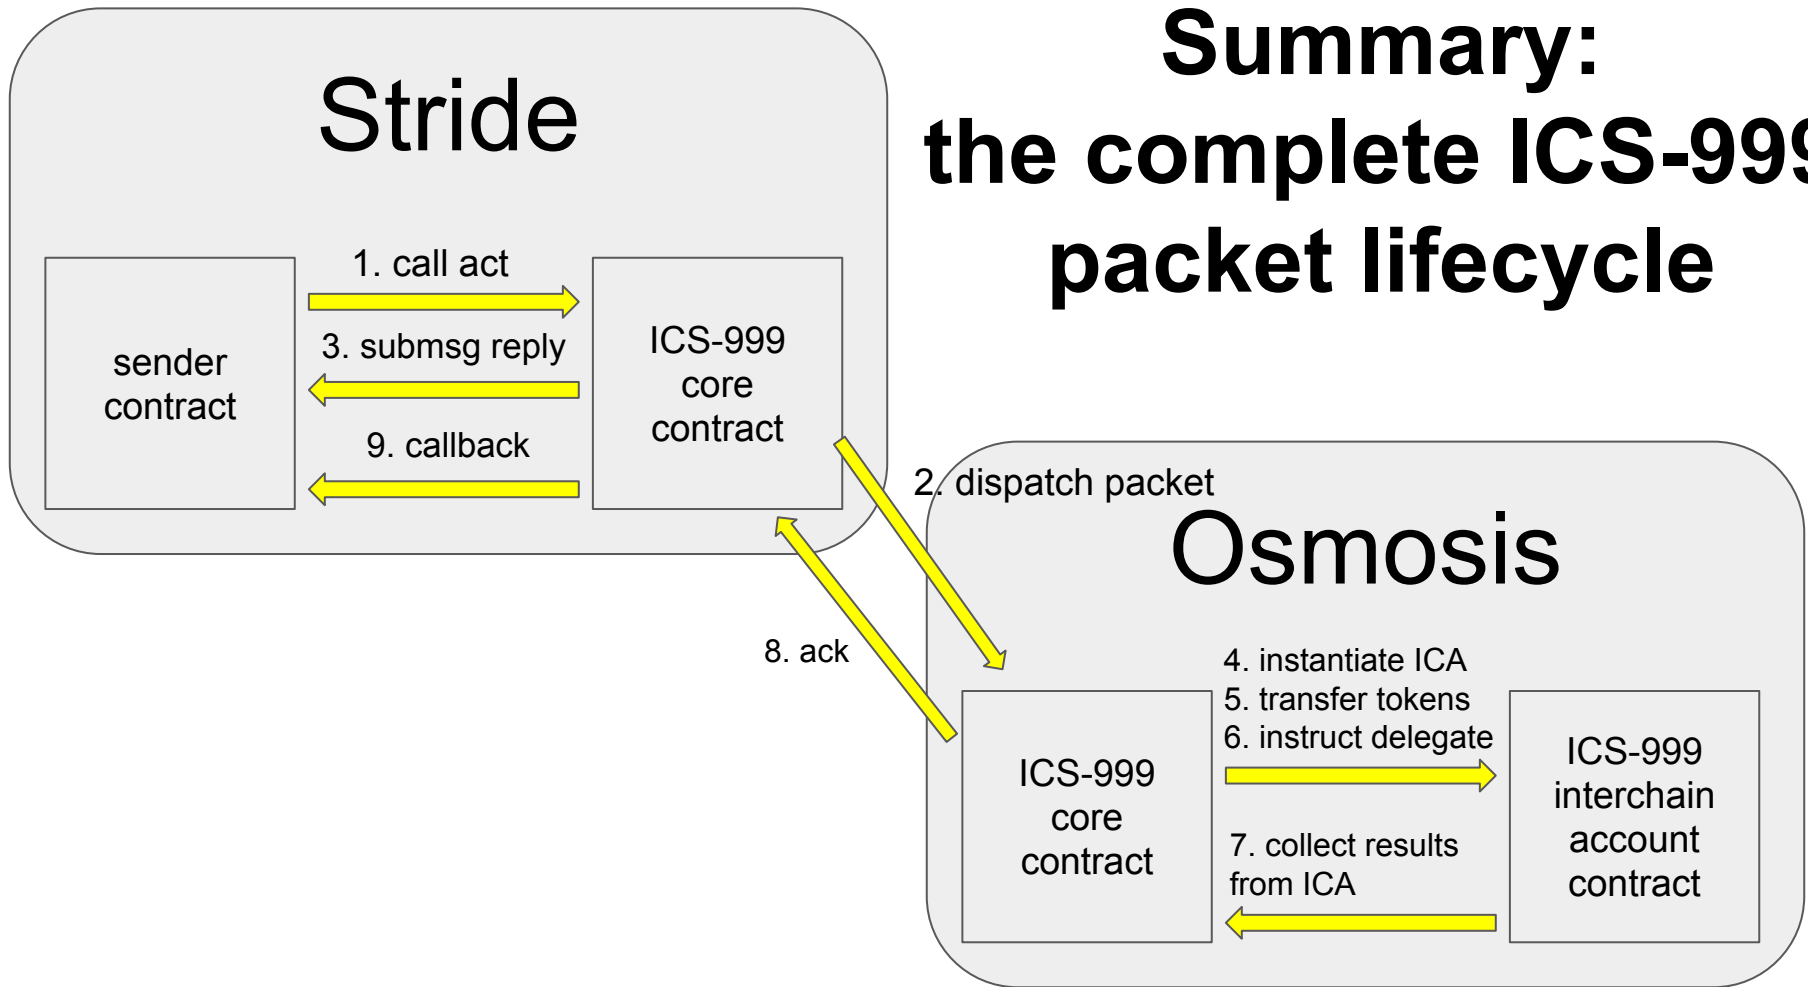 Summary:
the complete ICS-999
packet lifecycle
Stride
sender
contract
1. call act
3. submsg reply
9. callback
ICS-999
core
contract
2. dispatch packet
8. ack
Osmosis
ICS-999
core
contract
4. instantiate ICA
5. transfer tokens
6. instruct delegate
7. collect results
from ICA
ICS-999
interchain
account
contract